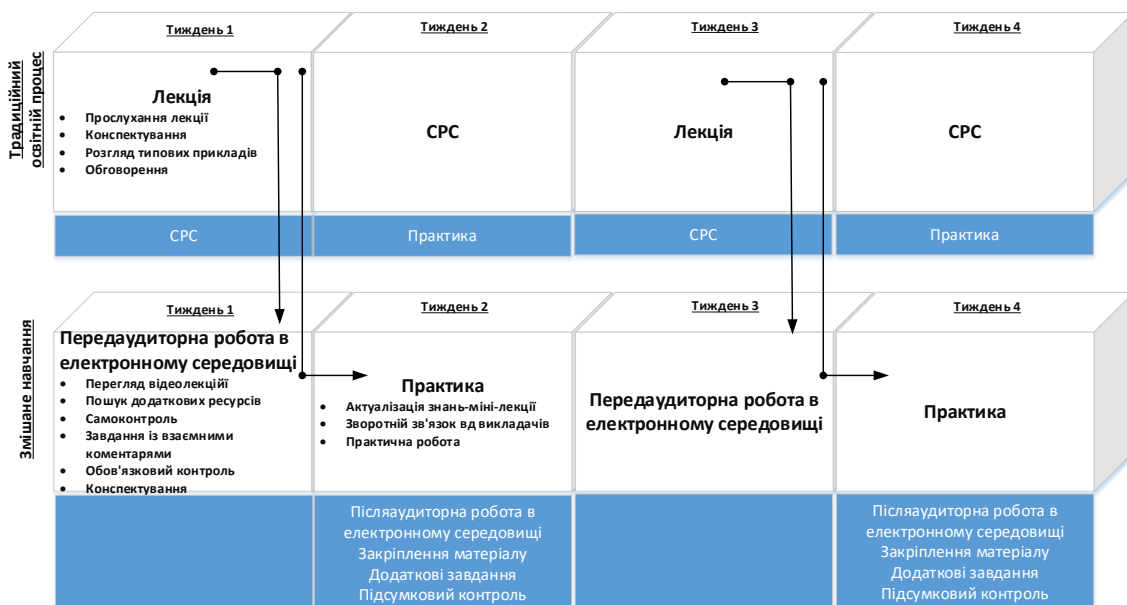 Традиційний
освітній процес
Тиждень 1
Тиждень 2
Тиждень 3
Тиждень 4
Лекція
Прослухання лекції
Конспектування
Розгляд типових прикладів
Обговорення
СРС
Лекція
СРС
СРС
Практика
СРС
Практика
Змішане навчання
Тиждень 1
Тиждень 2
Тиждень 3
Тиждень 4
Передаудиторна робота в
електронному середовищі
Перегляд відеолекційії
Пошук додаткових ресурсів
Самоконтроль
Завдання із взаємними
коментарями
Обов'язковий контроль
Конспектування
Практика
Актуалізація знань-міні-лекції
Зворотній зв'язок вд викладачів
Практична робота
Передаудиторна робота в
електронному середовищі
Практика
Післяаудиторна робота в
електронному середовищі
Закріплення матеріалу
Додаткові завдання
Підсумковий контроль
Післяаудиторна робота в
електронному середовищі
Закріплення матеріалу
Додаткові завдання
Підсумковий контроль